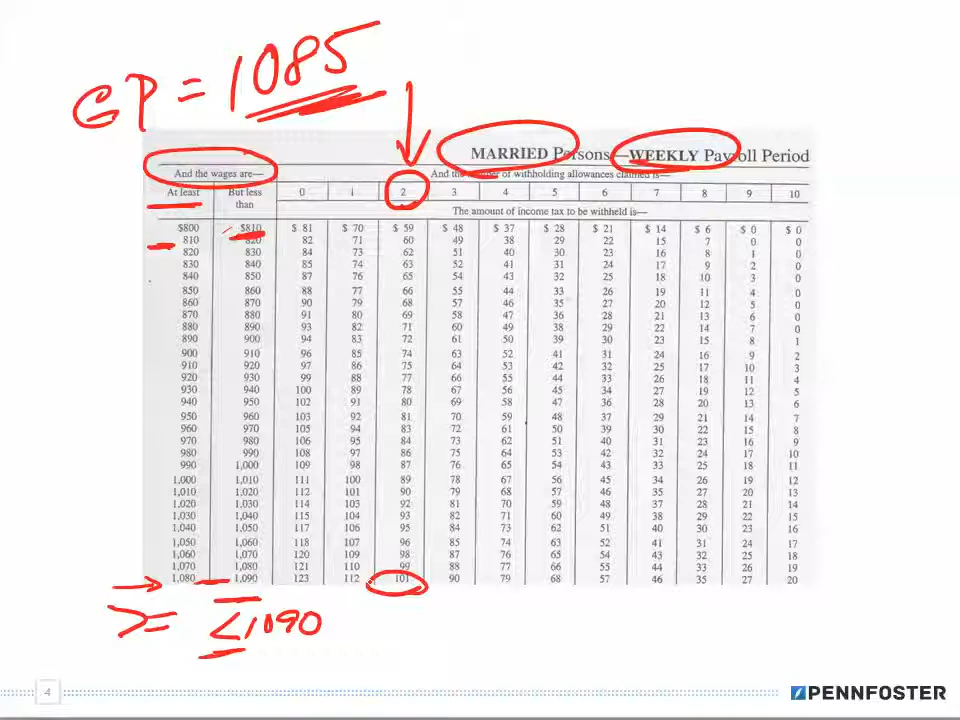 GP = 1085
MARRIED Persons—WEEKLY Payroll Period
And the wages are— And the number of withholding allowances claimed is—
At least But less than 0 1 2 3 4 5 6 7 8 9 10
The amount of income tax to be withheld is—
$800 $810 $ 81 $ 70 $ 59 $ 48 $ 37 $ 28 $ 21 $ 14 $ 6 $ 0 $ 0
810 820 82 71 60 49 38 29 22 15 7 0 0
820 830 84 73 62 51 40 30 23 16 8 1 0
830 840 85 74 63 52 41 31 24 17 9 2 0
840 850 87 76 65 54 43 32 25 18 10 3 0
850 860 88 77 66 55 44 33 26 19 11 4 0
860 870 90 79 68 57 46 35 27 20 12 5 0
870 880 91 80 69 58 47 36 28 21 13 6 0
880 890 93 82 71 60 49 38 29 22 14 7 0
890 900 94 83 72 61 50 39 30 23 15 8 1
900 910 96 85 74 63 52 41 31 24 16 9 2
910 920 97 86 75 64 53 42 32 25 17 10 3
920 930 99 88 77 66 55 44 33 26 18 11 4
930 940 100 89 78 67 56 45 34 27 19 12 5
940 950 102 91 80 69 58 47 36 28 20 13 6
950 960 103 92 81 70 59 48 37 29 21 14 7
960 970 105 94 83 72 61 50 39 30 22 15 8
970 980 106 95 84 73 62 51 40 31 23 16 9
980 990 108 97 86 75 64 53 42 32 24 17 10
990 1,000 109 98 87 76 65 54 43 33 25 18 11
1,000 1,010 111 100 89 78 67 56 45 34 26 19 12
1,010 1,020 112 101 90 79 68 57 46 35 27 20 13
1,020 1,030 114 103 92 81 70 59 48 37 28 21 14
1,030 1,040 115 104 93 82 71 60 49 38 29 22 15
1,040 1,050 117 106 95 84 73 62 51 40 30 23 16
1,050 1,060 118 107 96 85 74 63 52 41 31 24 17
1,060 1,070 120 109 98 87 76 65 54 43 32 25 18
1,070 1,080 121 110 99 88 77 66 55 44 33 26 19
1,080 1,090 123 112 101 90 79 68 57 46 35 27 20
>= <1090
4 PENNFOSTER